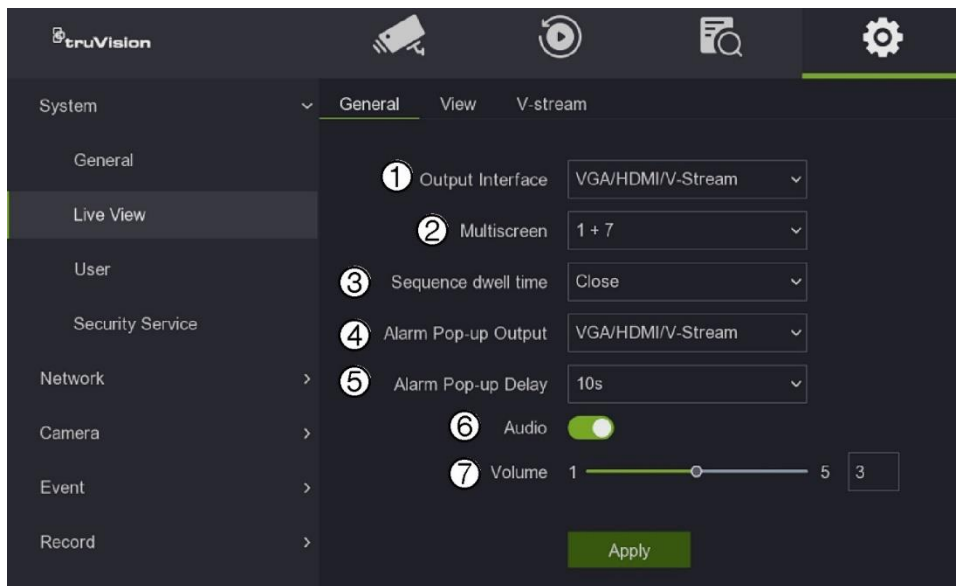 truVision
System
General
Live View
User
Security Service
Network
Camera
Event
Record
General View V-stream
1 Output Interface VGA/HDMI/V-Stream
2 Multiscreen 1 + 7
3 Sequence dwell time Close
4 Alarm Pop-up Output VGA/HDMI/V-Stream
5 Alarm Pop-up Delay 10s
6 Audio
7 Volume 1 5 3
Apply